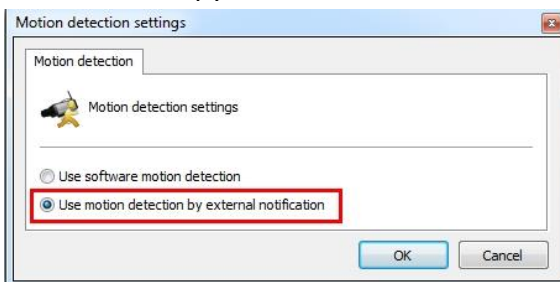 Motion detection settings
Motion detection
Motion detection settings
Use software motion detection
Use motion detection by external notification
OK
Cancel